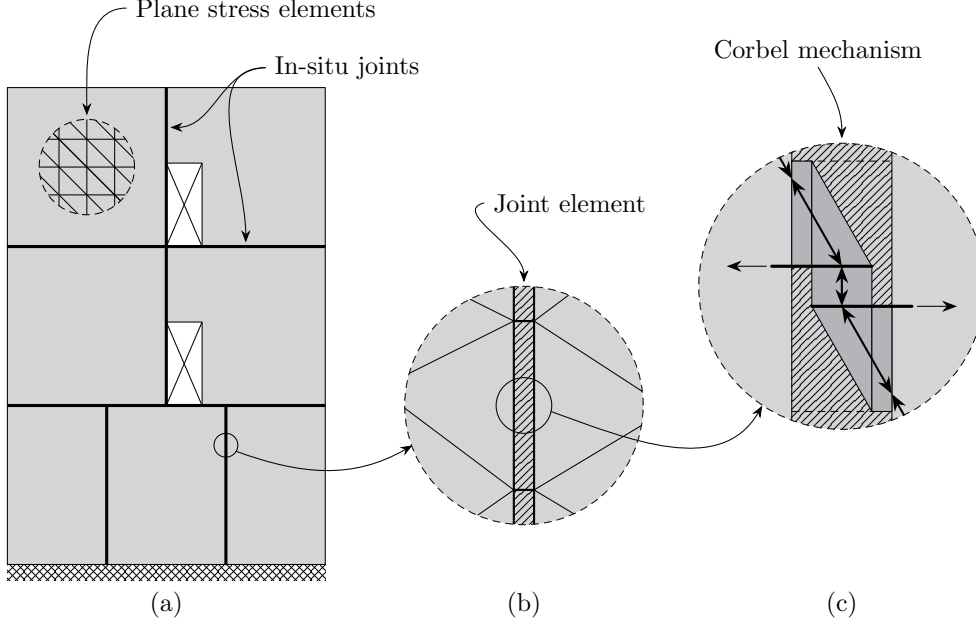 Plane stress elements
In-situ joints
Joint element
Corbel mechanism
(a)
(b)
(c)